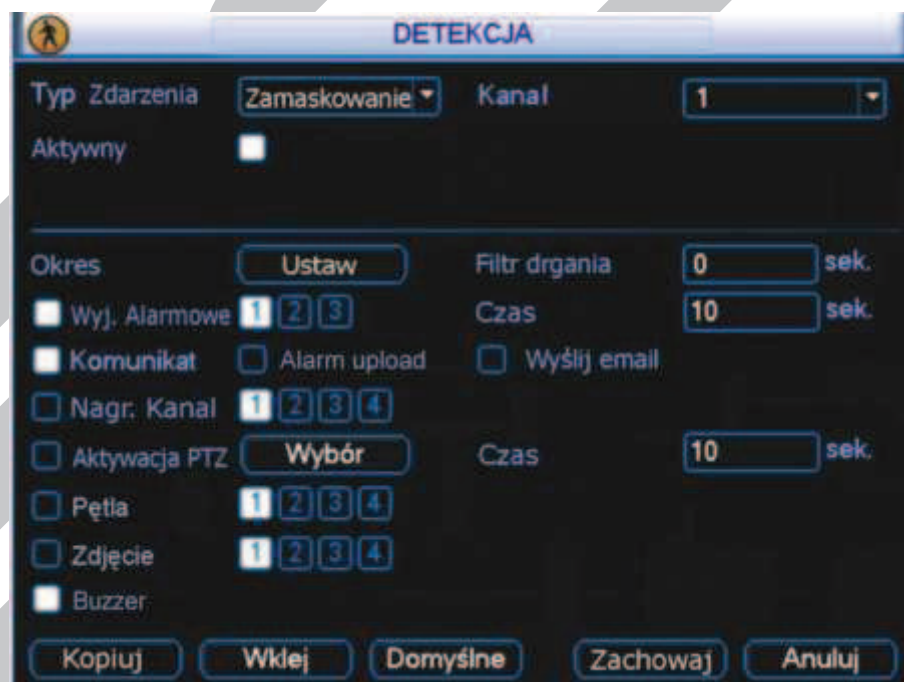 DETEKCJA
Typ Zdarzenia Zamaskowanie Kanal 1
Aktywny
Okres Ustaw Filtr drgania 0 sek.
Wyj. Alarmowe 1 2 3 Czas 10 sek.
Komunikat Alarm upload Wyślij email
Nagr. Kanal 1 2 3 4
Aktywacja PTZ Wybór Czas 10 sek.
Pętla 1 2 3 4
Zdjęcie 1 2 3 4
Buzzer
Kopiuj Wklej Domyślne Zachowaj Anuluj